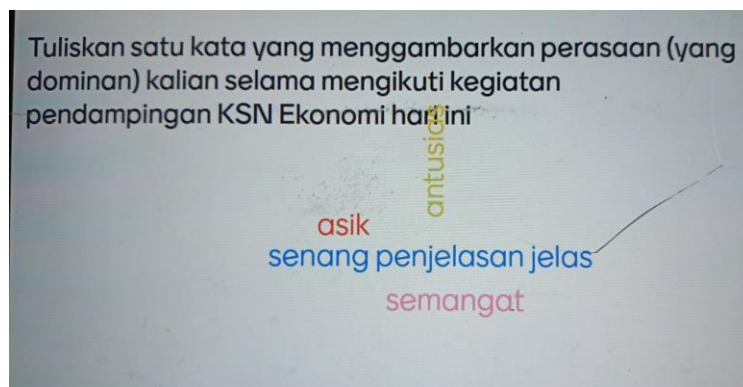 Tuliskan satu kata yang menggambarkan perasaan (yang
dominan) kalian selama mengikuti kegiatan
pendampingan KSN Ekonomi hari ini
antusias
asik
senang penjelasan jelas
semangat